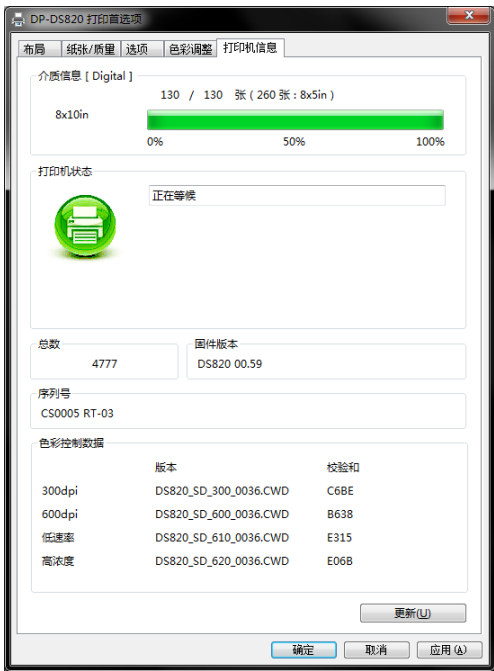 DP-DS820 打印首选项
布局 纸张/质量 选项 色彩调整 打印机信息
介质信息 [ Digital ]
130 / 130 张 ( 260 张 : 8x5in )
8x10in
0% 50% 100%
打印机状态
正在等候
总数 固件版本
4777 DS820 00.59
序列号
CS0005 RT-03
色彩控制数据
版本 校验和
300dpi DS820_SD_300_0036.CWD C6BE
600dpi DS820_SD_600_0036.CWD B638
低速率 DS820_SD_610_0036.CWD E315
高浓度 DS820_SD_620_0036.CWD E06B
更新(U)
确定 取消 应用(A)